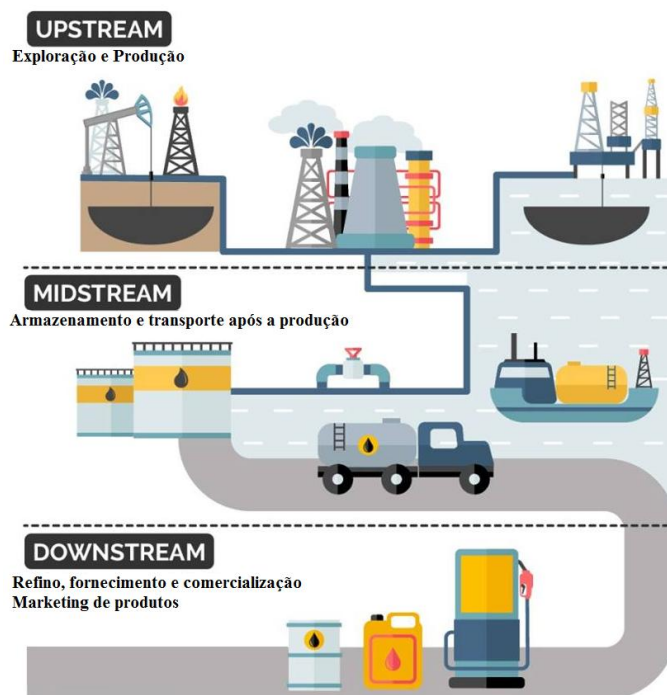 UPSTREAM
Exploração e Produção
MIDSTREAM
Armazenamento e transporte após a produção
DOWNSTREAM
Refino, fornecimento e comercialização
Marketing de produtos